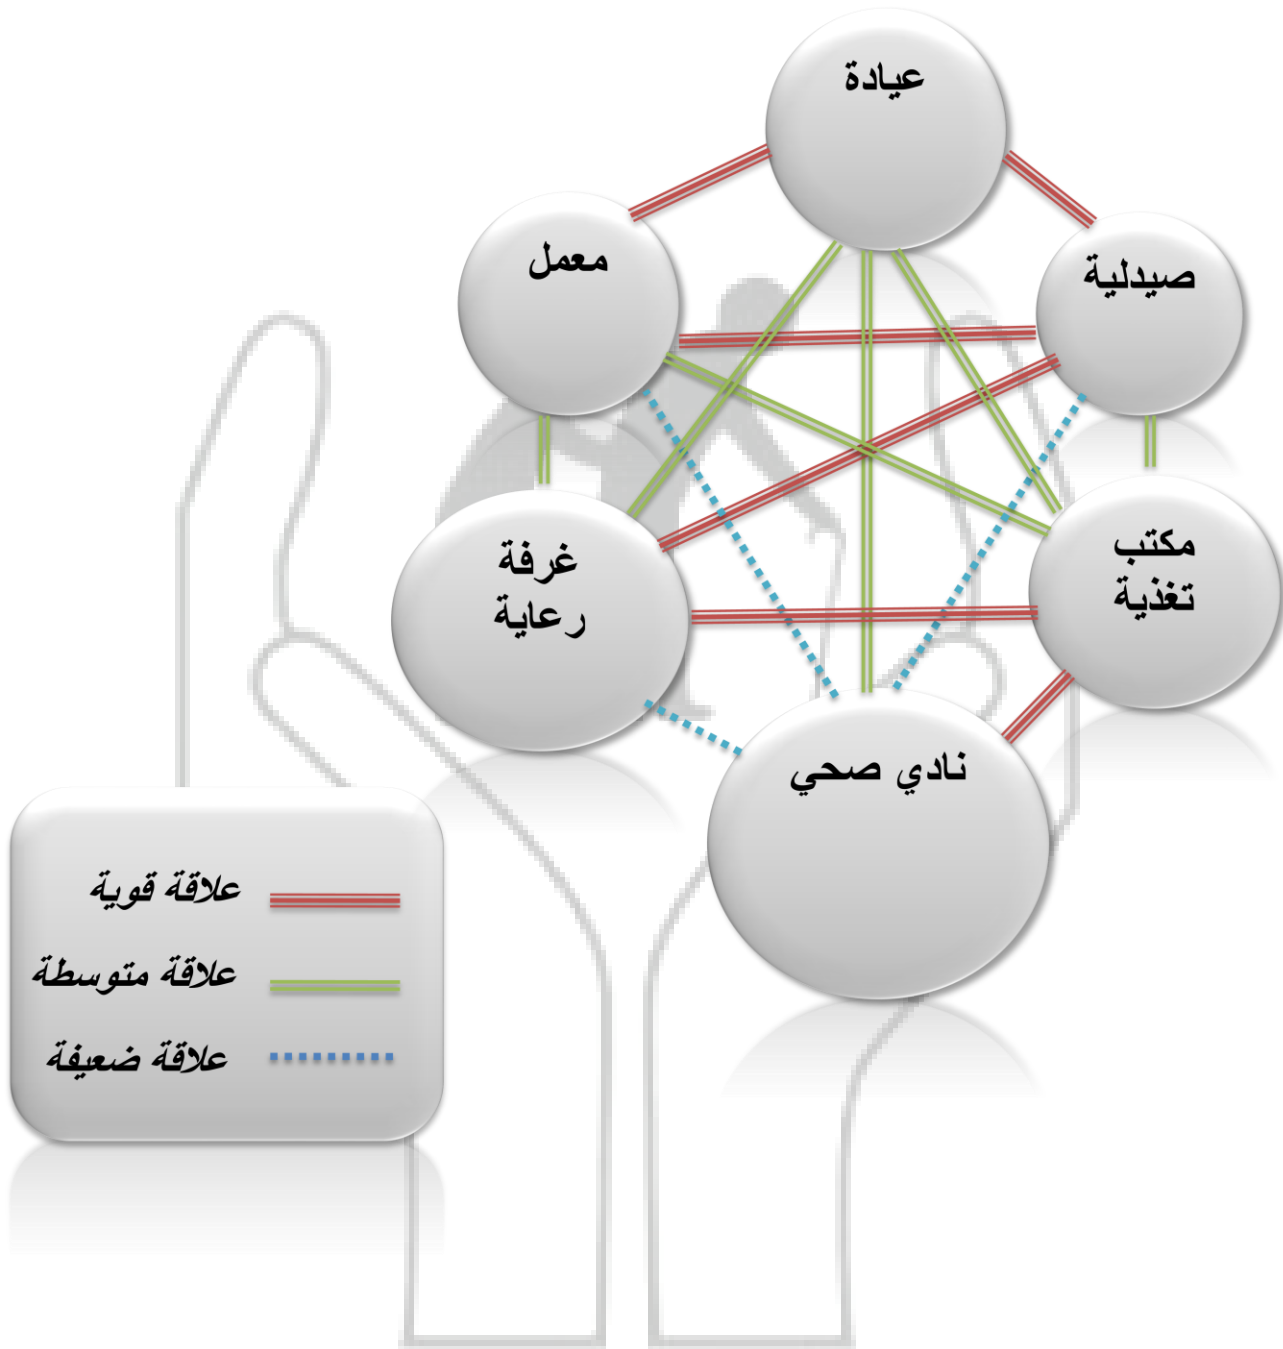 عيادة
معمل
صيدلية
غرفة
رعاية
مكتب
تغذية
نادي صحي
علاقة قوية
علاقة متوسطة
علاقة ضعيفة